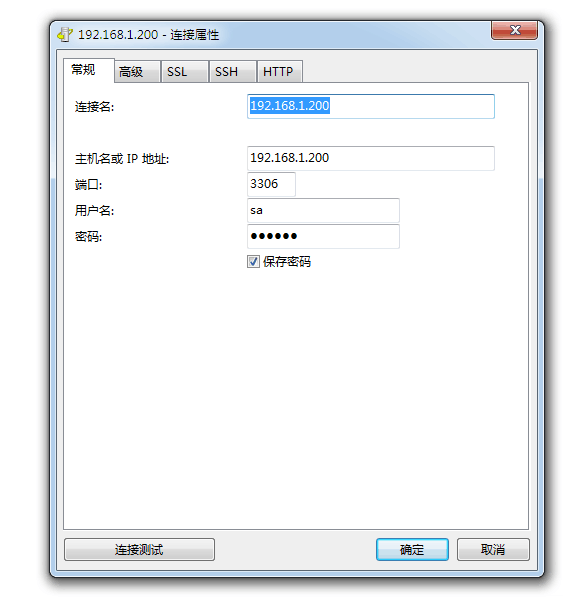 192.168.1.200 - 连接属性
常规 高级 SSL SSH HTTP
连接名: 192.168.1.200
主机名或 IP 地址: 192.168.1.200
端口: 3306
用户名: sa
密码: ●●●●●●
保存密码
连接测试 确定 取消